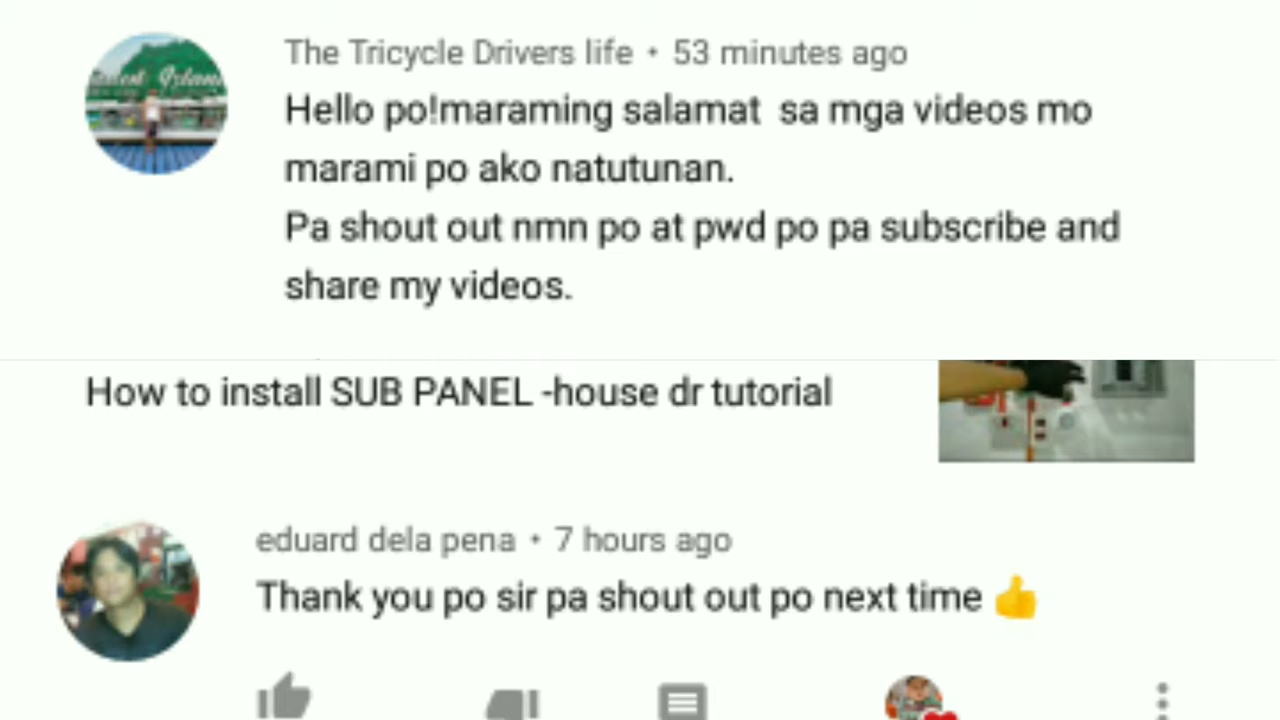 The Tricycle Drivers life • 53 minutes ago
Hello po!maraming salamat sa mga videos mo
marami po ako natutunan.
Pa shout out nmn po at pwd po pa subscribe and
share my videos.
How to install SUB PANEL -house dr tutorial
eduard dela pena • 7 hours ago
Thank you po sir pa shout out po next time 👍